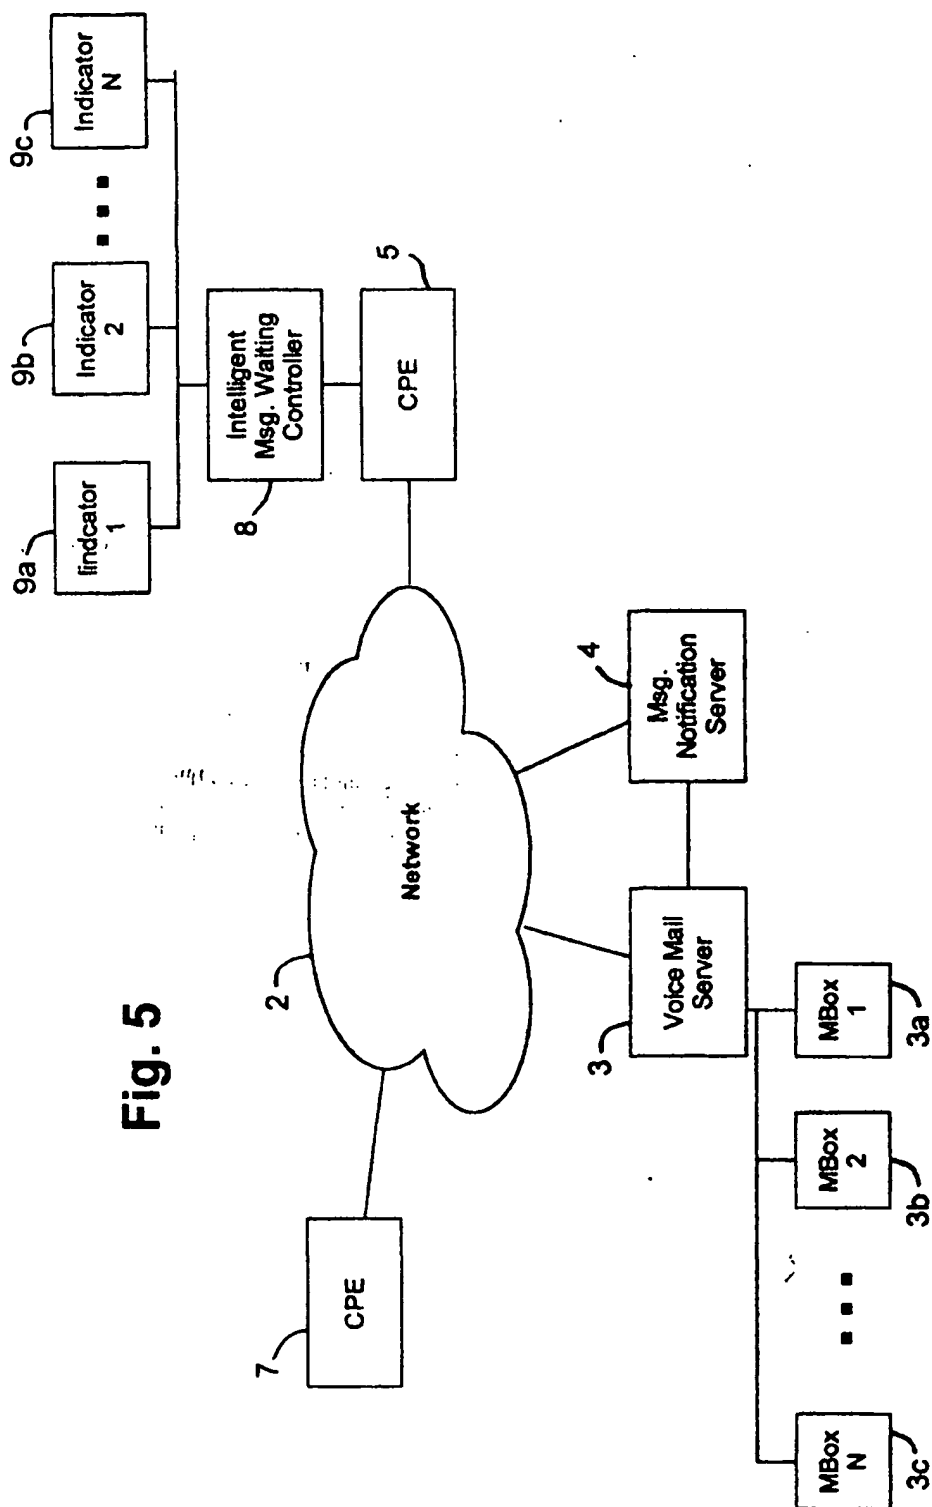 Fig. 5
7
CPE
2
Network
3
Voice Mail
Server
4
Msg.
Notification
Server
MBox
N
3c
MBox
2
3b
MBox
1
3a
5
CPE
8
Intelligent
Msg. Waiting
Controller
9a
Iindcator
1
9b
Indicator
2
9c
Indicator
N